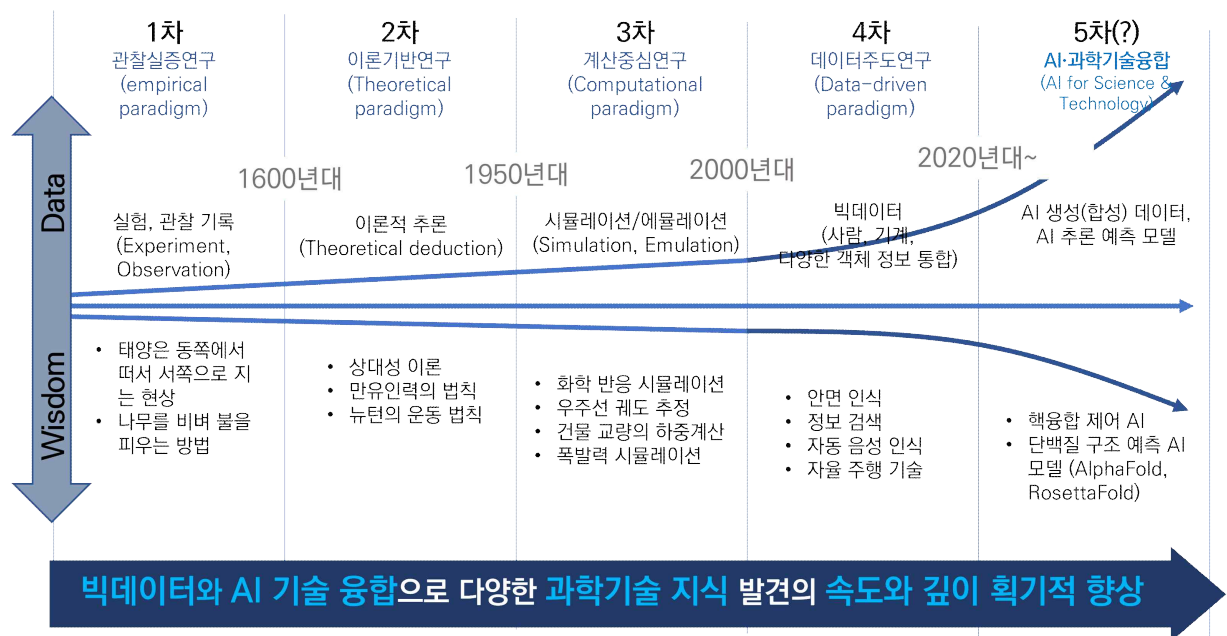 1차
관찰실증연구
(empirical
paradigm)
2차
이론기반연구
(Theoretical
paradigm)
3차
계산중심연구
(Computational
paradigm)
4차
데이터주도연구
(Data-driven
paradigm)
5차(?)
AI·과학기술융합
(AI for Science &
Technology)
1600년대
1950년대
2000년대
2020년대~
Data
실험, 관찰 기록
(Experiment,
Observation)
이론적 추론
(Theoretical deduction)
시뮬레이션/에뮬레이션
(Simulation, Emulation)
빅데이터
(사람, 기계,
다양한 객체 정보 통합)
AI 생성(합성) 데이터,
AI 추론 예측 모델
Wisdom
• 태양은 동쪽에서
떠서 서쪽으로 지
는 현상
• 나무를 비벼 불을
피우는 방법
• 상대성 이론
• 만유인력의 법칙
• 뉴턴의 운동 법칙
• 화학 반응 시뮬레이션
• 우주선 궤도 추정
• 건물 교량의 하중계산
• 폭발력 시뮬레이션
• 안면 인식
• 정보 검색
• 자동 음성 인식
• 자율 주행 기술
• 핵융합 제어 AI
• 단백질 구조 예측 AI
모델 (AlphaFold,
RosettaFold)
빅데이터와 AI 기술 융합으로 다양한 과학기술 지식 발견의 속도와 깊이 획기적 향상